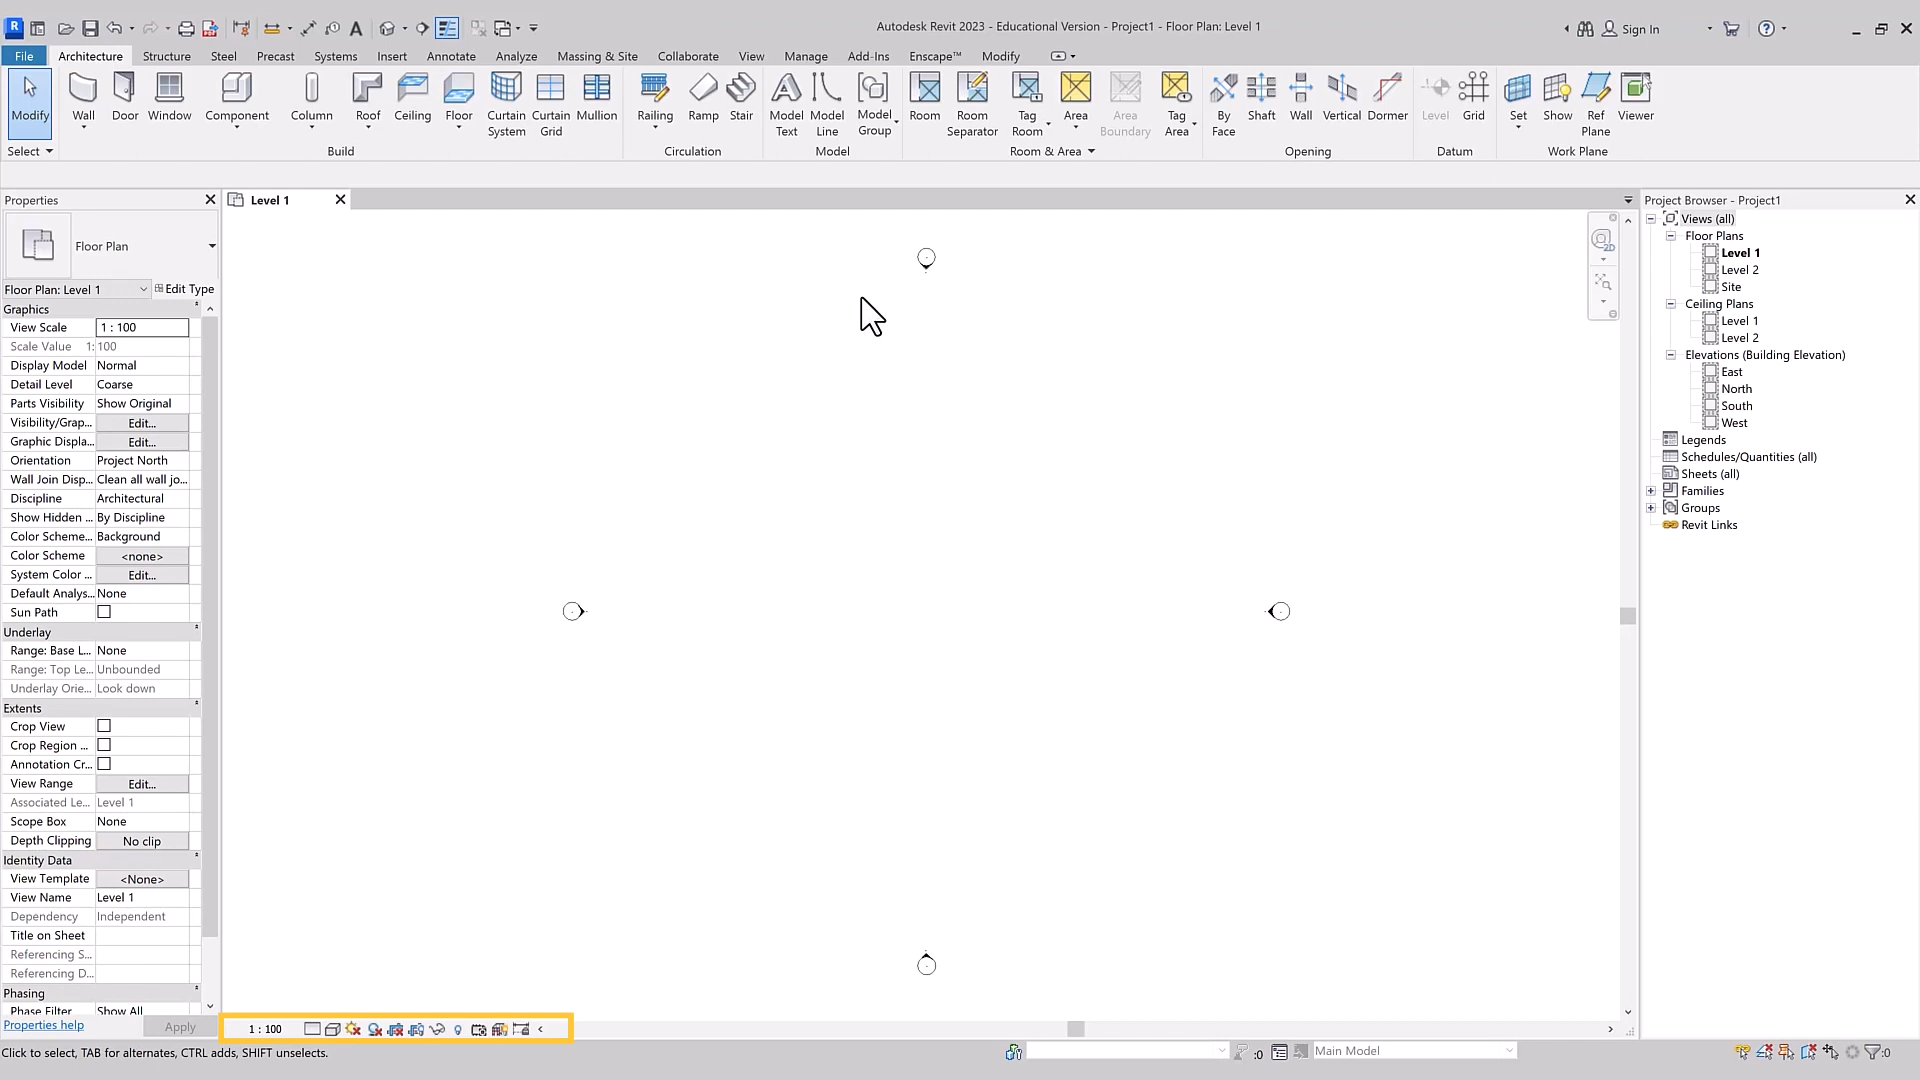 Autodesk Revit 2023 - Educational Version - Project1 - Floor Plan: Level 1
Sign In
File Architecture Structure Steel Precast Systems Insert Annotate Analyze Massing & Site Collaborate View Manage Add-Ins Enscape™ Modify
Modify Wall Door Window Component Column Roof Ceiling Floor Curtain System Curtain Grid Mullion Railing Ramp Stair Model Text Model Line Model Group Room Room Separator Tag Room Area Area Boundary Tag Area By Face Shaft Wall Vertical Dormer Level Grid Set Show Ref Plane Viewer
Select Build Circulation Model Room & Area Opening Datum Work Plane
Properties
Floor Plan
Floor Plan: Level 1 Edit Type
Graphics
View Scale 1 : 100
Scale Value 1: 100
Display Model Normal
Detail Level Coarse
Parts Visibility Show Original
Visibility/Grap... Edit...
Graphic Displa... Edit...
Orientation Project North
Wall Join Disp... Clean all wall jo...
Discipline Architectural
Show Hidden ... By Discipline
Color Scheme... Background
Color Scheme <none>
System Color ... Edit...
Default Analys... None
Sun Path
Underlay
Range: Base L... None
Range: Top Le... Unbounded
Underlay Orie... Look down
Extents
Crop View
Crop Region ...
Annotation Cr...
View Range Edit...
Associated Le... Level 1
Scope Box None
Depth Clipping No clip
Identity Data
View Template <None>
View Name Level 1
Dependency Independent
Title on Sheet
Referencing S...
Referencing D...
Phasing
Phase Filter Show All
Properties help Apply
Level 1
2D
1 : 100
Project Browser - Project1
Views (all)
Floor Plans
Level 1
Level 2
Site
Ceiling Plans
Level 1
Level 2
Elevations (Building Elevation)
East
North
South
West
Legends
Schedules/Quantities (all)
Sheets (all)
Families
Groups
Revit Links
Click to select, TAB for alternates, CTRL adds, SHIFT unselects.
:0
Main Model
:0